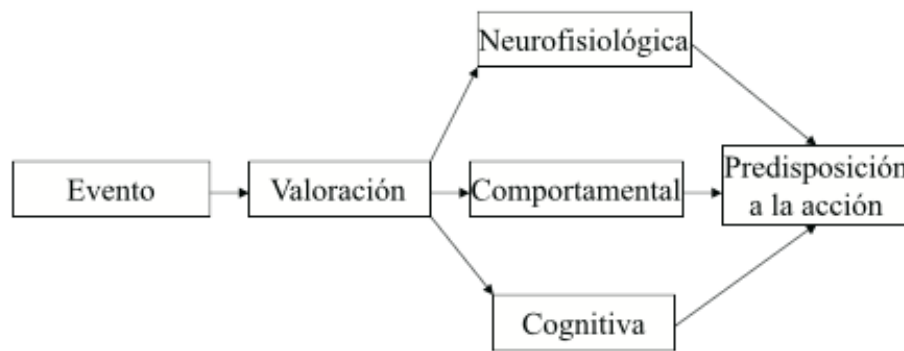 Neurofisiológica
Evento
Valoración
Comportamental
Predisposición
a la acción
Cognitiva